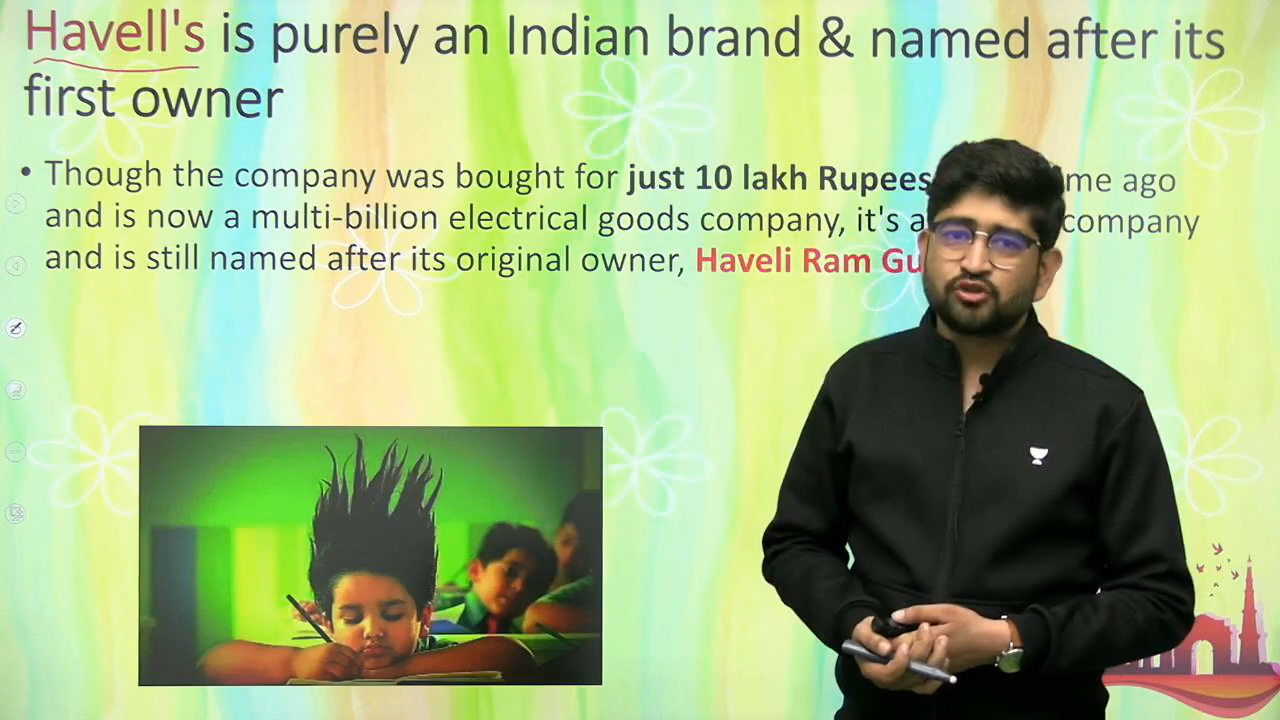 Havell's is purely an Indian brand & named after its
first owner
• Though the company was bought for just 10 lakh Rupees me ago
and is now a multi-billion electrical goods company, it's a company
and is still named after its original owner, Haveli Ram Gu